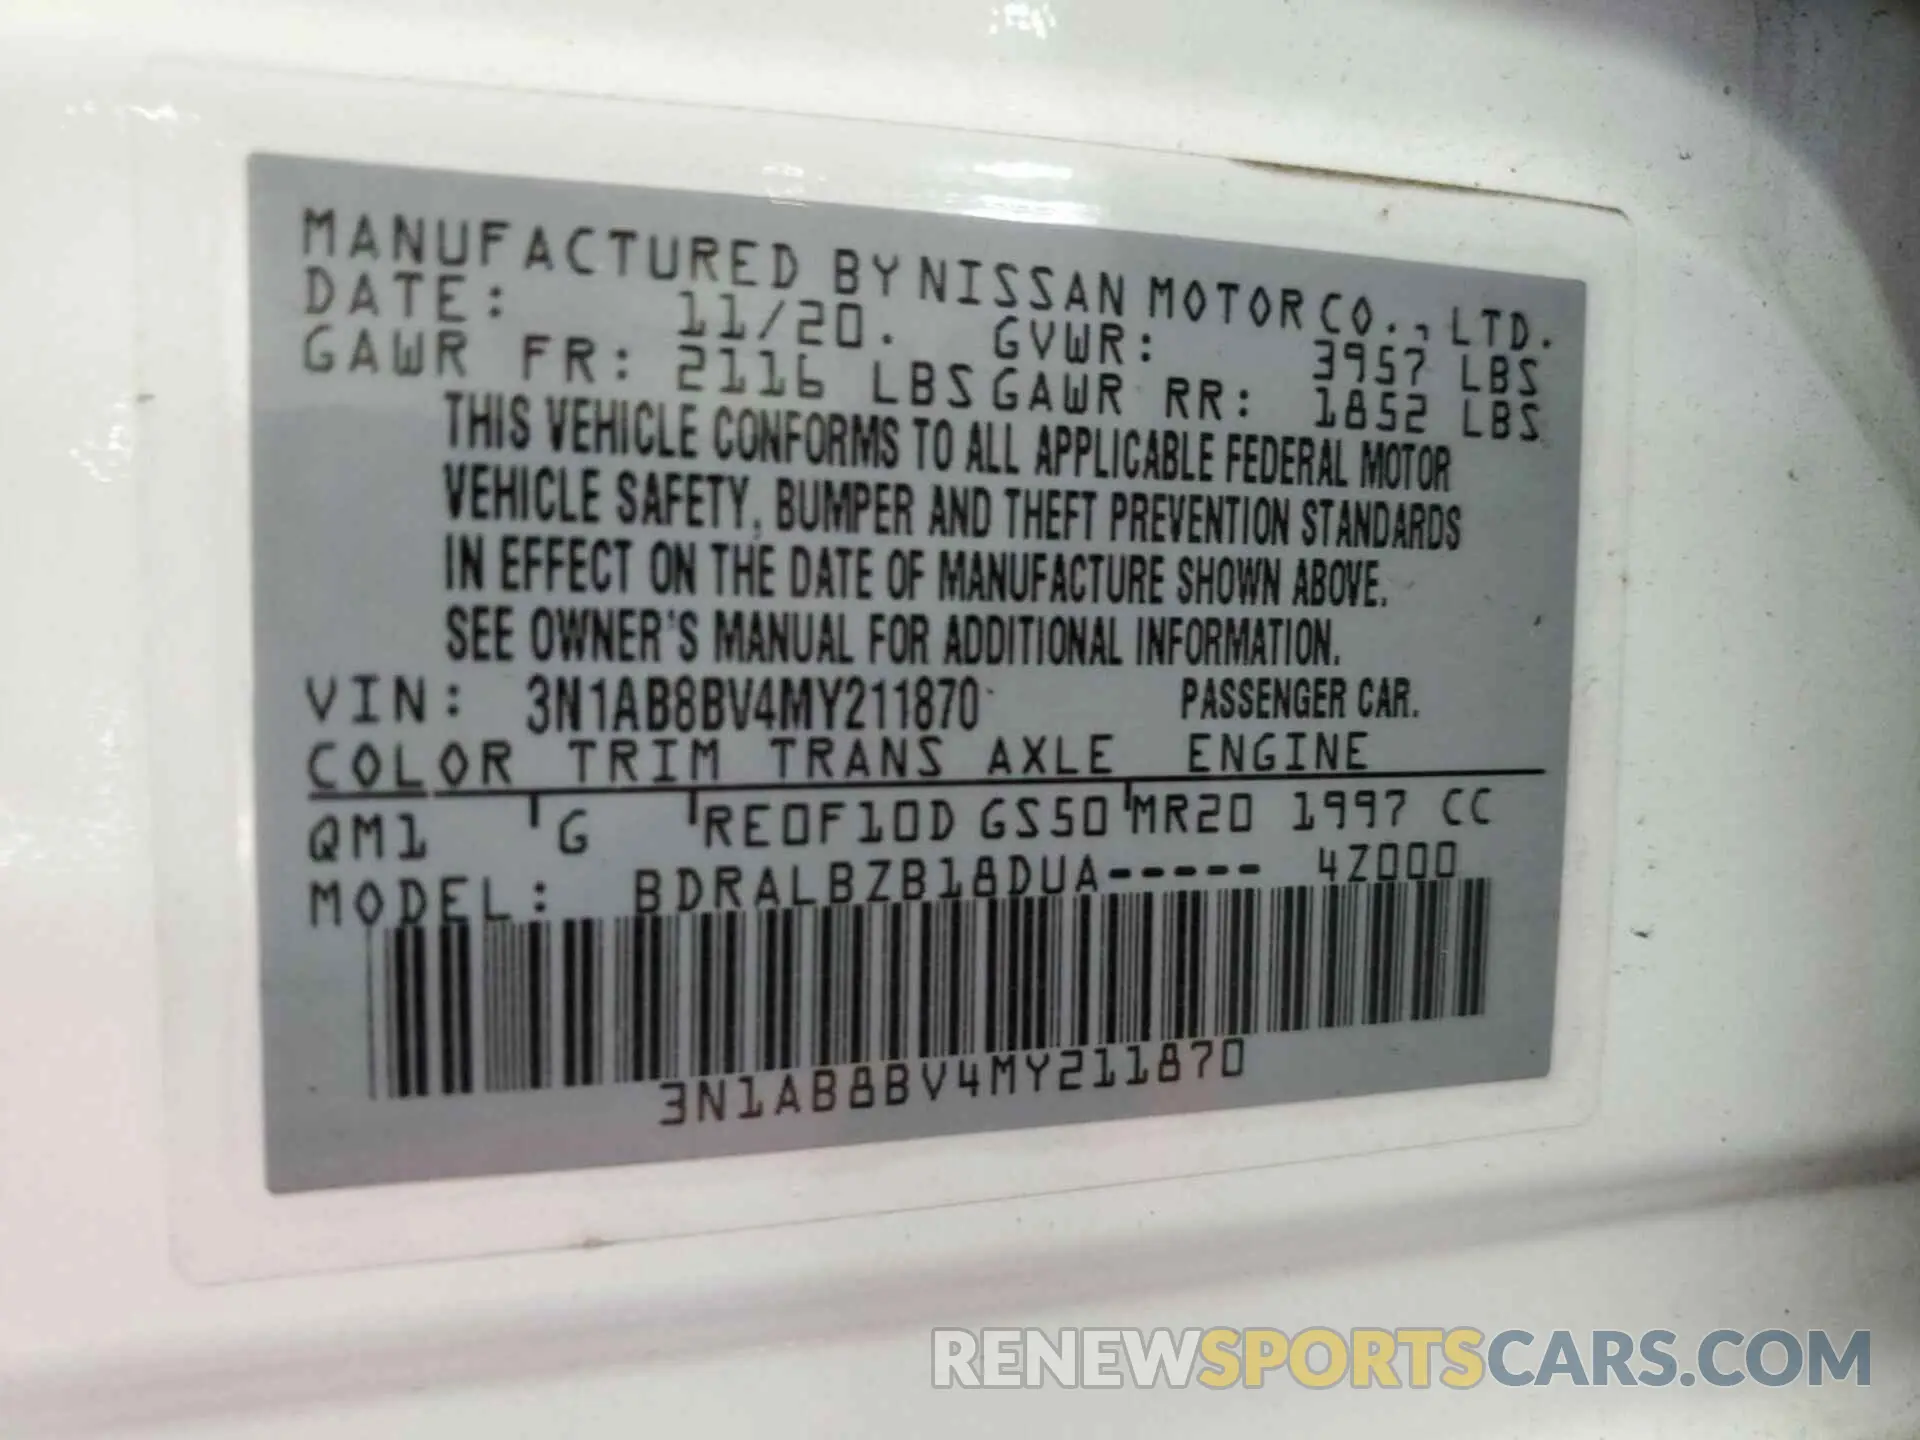 MANUFACTURED BY NISSAN MOTOR CO., LTD.
DATE: 11/20. GVWR: 3957 LBS
GAWR FR: 2116 LBS GAWR RR: 1852 LBS
THIS VEHICLE CONFORMS TO ALL APPLICABLE FEDERAL MOTOR
VEHICLE SAFETY, BUMPER AND THEFT PREVENTION STANDARDS
IN EFFECT ON THE DATE OF MANUFACTURE SHOWN ABOVE.
SEE OWNER'S MANUAL FOR ADDITIONAL INFORMATION.
VIN: 3N1AB8BV4MY211870 PASSENGER CAR.
COLOR TRIM TRANS AXLE ENGINE
QM1 G RE0F10D GS50 MR20 1997 CC
MODEL: BDRALBZB18DUA----- 4Z000
3N1AB8BV4MY211870
RENEWSPORTSCARS.COM